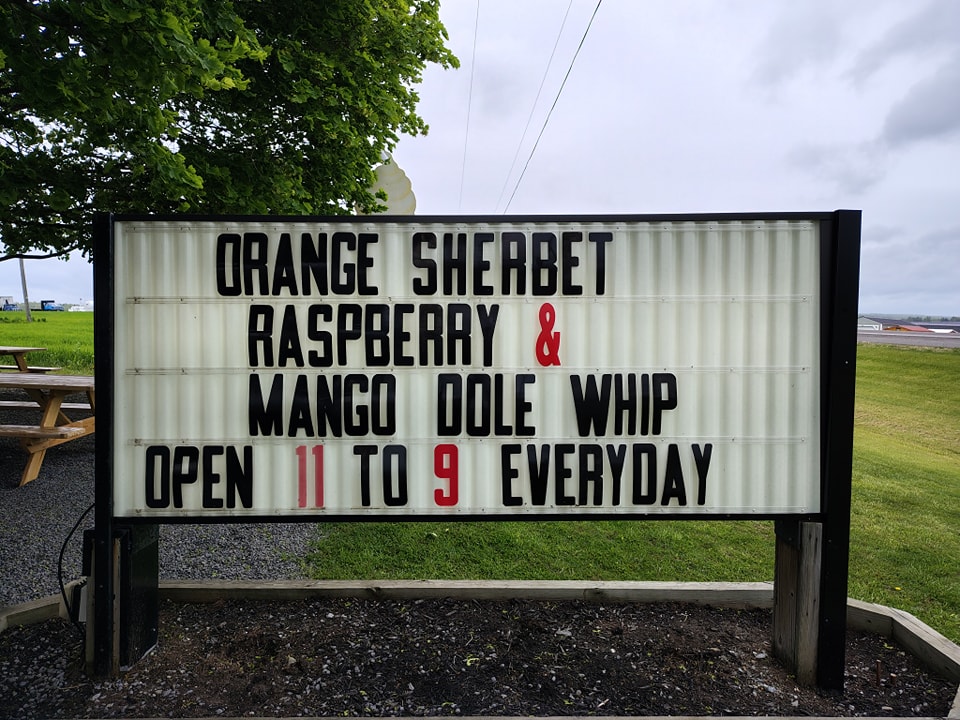 ORANGE SHERBET
RASPBERRY &
MANGO DOLE WHIP
OPEN 11 TO 9 EVERYDAY